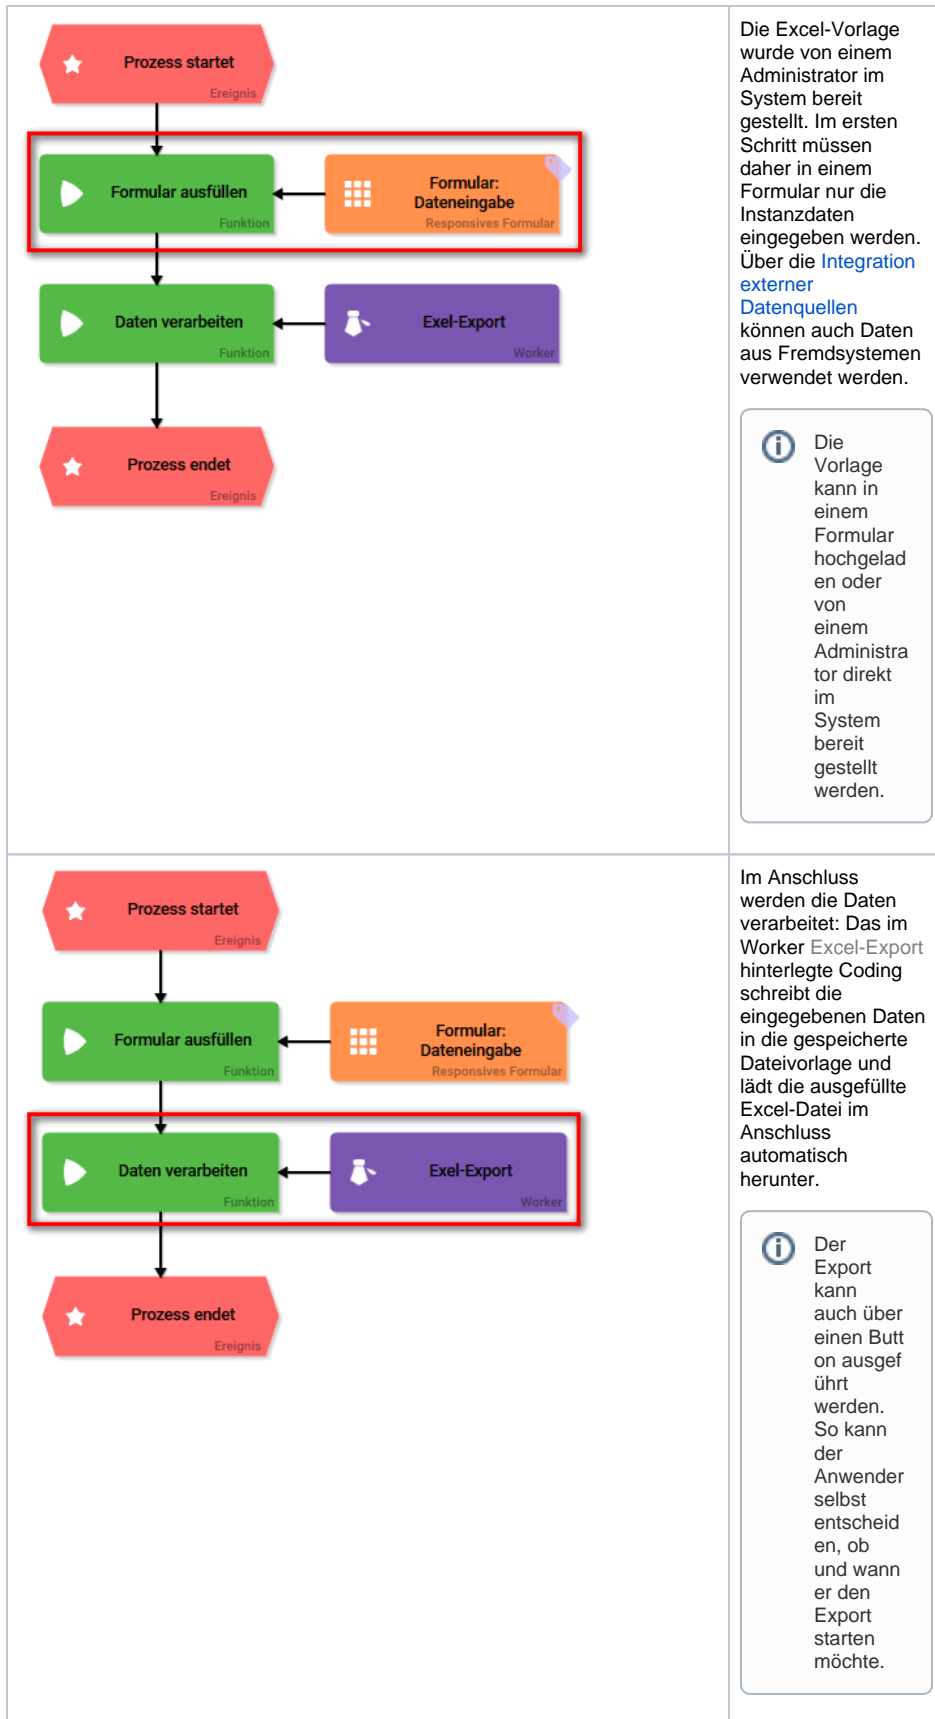 Prozess startet
Ereignis
Formular ausfüllen
Funktion
Formular:
Dateneingabe
Responsives Formular
Daten verarbeiten
Funktion
Exel-Export
Worker
Prozess endet
Ereignis
Die Excel-Vorlage
wurde von einem
Administrator im
System bereit
gestellt. Im ersten
Schritt müssen
daher in einem
Formular nur die
Instanzdaten
eingegeben werden.
Über die Integration
externer
Datenquellen
können auch Daten
aus Fremdsystemen
verwendet werden.
Die
Vorlage
kann in
einem
Formular
hochgelad
en oder
von
einem
Administra
tor direkt
im
System
bereit
gestellt
werden.
Prozess startet
Ereignis
Formular ausfüllen
Funktion
Formular:
Dateneingabe
Responsives Formular
Daten verarbeiten
Funktion
Exel-Export
Worker
Prozess endet
Ereignis
Im Anschluss
werden die Daten
verarbeitet: Das im
Worker Excel-Export
hinterlegte Coding
schreibt die
eingegebenen Daten
in die gespeicherte
Dateivorlage und
lädt die ausgefüllte
Excel-Datei im
Anschluss
automatisch
herunter.
Der
Export
kann
auch über
einen Butt
on ausgef
ührt
werden.
So kann
der
Anwender
selbst
entscheid
en, ob
und wann
er den
Export
starten
möchte.